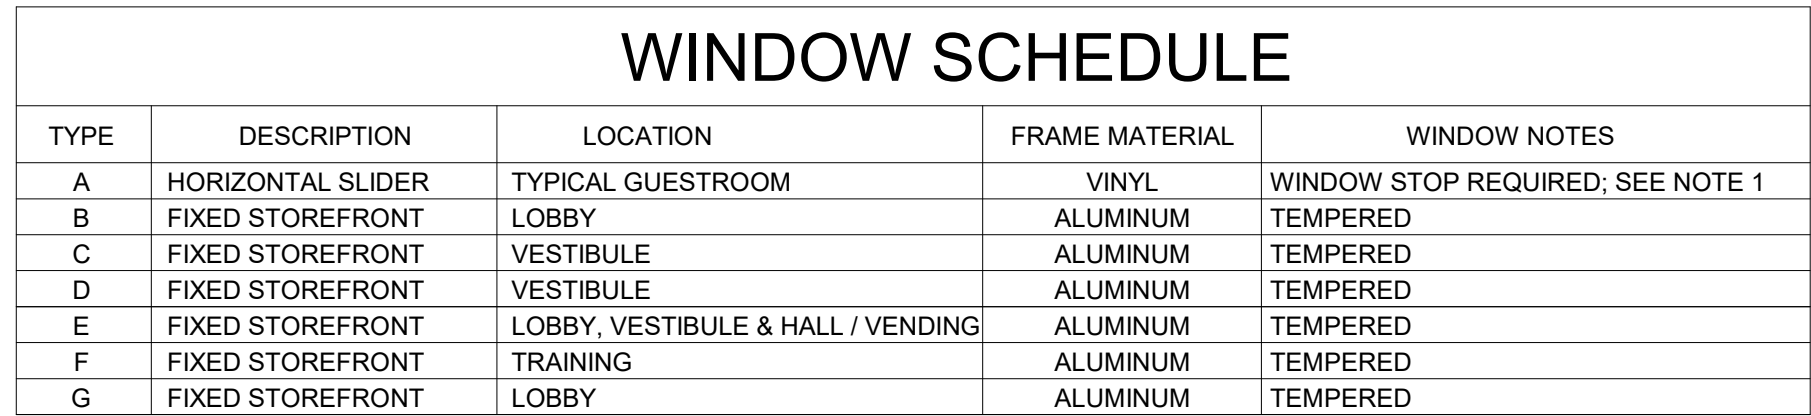 WINDOW SCHEDULE
TYPE DESCRIPTION LOCATION FRAME MATERIAL WINDOW NOTES
A HORIZONTAL SLIDER TYPICAL GUESTROOM VINYL WINDOW STOP REQUIRED; SEE NOTE 1
B FIXED STOREFRONT LOBBY ALUMINUM TEMPERED
C FIXED STOREFRONT VESTIBULE ALUMINUM TEMPERED
D FIXED STOREFRONT VESTIBULE ALUMINUM TEMPERED
E FIXED STOREFRONT LOBBY, VESTIBULE & HALL / VENDING ALUMINUM TEMPERED
F FIXED STOREFRONT TRAINING ALUMINUM TEMPERED
G FIXED STOREFRONT LOBBY ALUMINUM TEMPERED